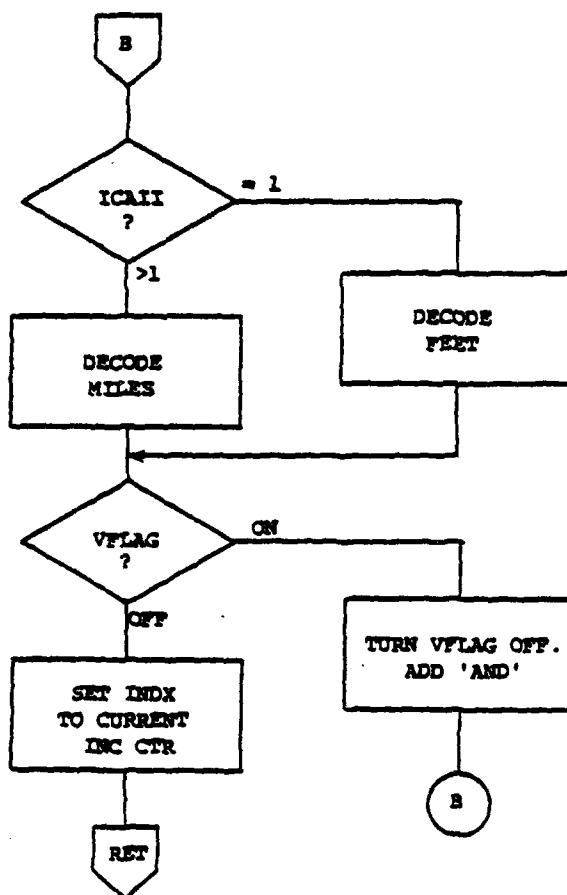 B
ICAII
?
= 1
>1
DECODE
MILES
DECODE
FEET
VFLAG
?
ON
OFF
TURN VFLAG OFF.
ADD 'AND'
SET INDX
TO CURRENT
INC CTR
B
RET